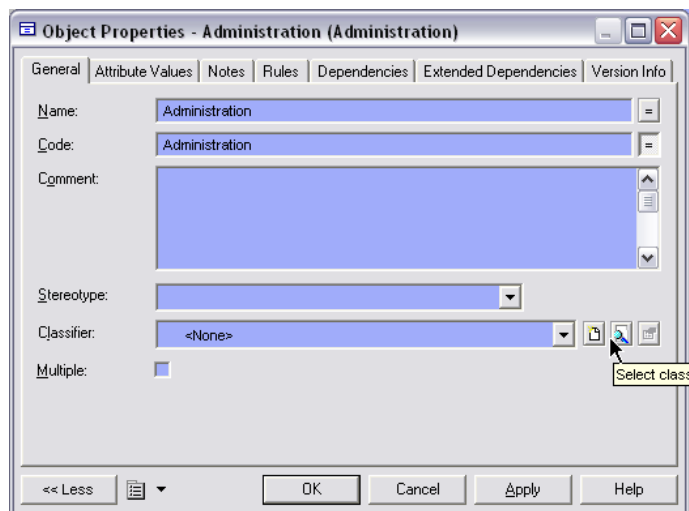 Object Properties - Administration (Administration)
General Attribute Values Notes Rules Dependencies Extended Dependencies Version Info
Name: Administration =
Code: Administration =
Comment:
Stereotype:
Classifier: <None>
Multiple:
Select clas
<< Less OK Cancel Apply Help